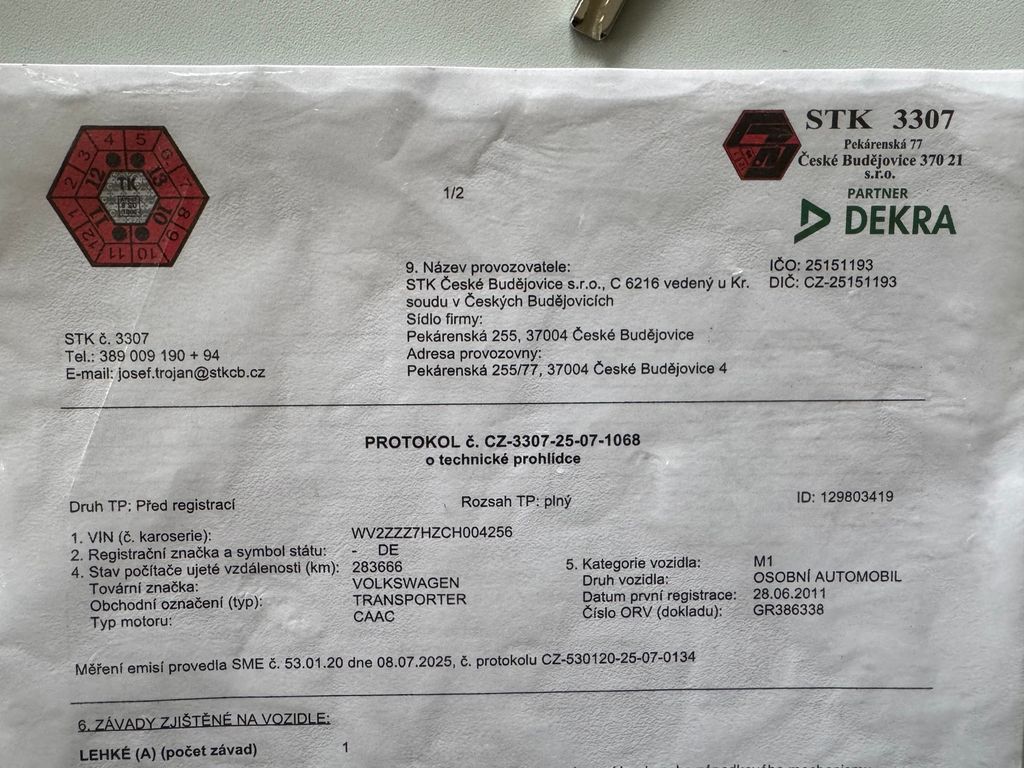 STK 3307
Pekárenská 77
České Budějovice 370 21
s.r.o.
PARTNER
DEKRA
1/2
9. Název provozovatele:
STK České Budějovice s.r.o., C 6216 vedený u Kr.
soudu v Českých Budějovicích
Sídlo firmy:
Pekárenská 255, 37004 České Budějovice
Adresa provozovny:
Pekárenská 255/77, 37004 České Budějovice 4
IČO: 25151193
DIČ: CZ-25151193
STK č. 3307
Tel.: 389 009 190 + 94
E-mail: josef.trojan@stkcb.cz
PROTOKOL č. CZ-3307-25-07-1068
o technické prohlídce
Druh TP: Před registrací
Rozsah TP: plný
ID: 129803419
1. VIN (č. karoserie): WV2ZZZ7HZCH004256
2. Registrační značka a symbol státu: - DE
4. Stav počítače ujeté vzdálenosti (km): 283666
Tovární značka: VOLKSWAGEN
Obchodní označení (typ): TRANSPORTER
Typ motoru: CAAC
5. Kategorie vozidla: M1
Druh vozidla: OSOBNÍ AUTOMOBIL
Datum první registrace: 28.06.2011
Číslo ORV (dokladu): GR386338
Měření emisí provedla SME č. 53.01.20 dne 08.07.2025, č. protokolu CZ-530120-25-07-0134
6. ZÁVADY ZJIŠTĚNÉ NA VOZIDLE:
LEHKÉ (A) (počet závad) 1